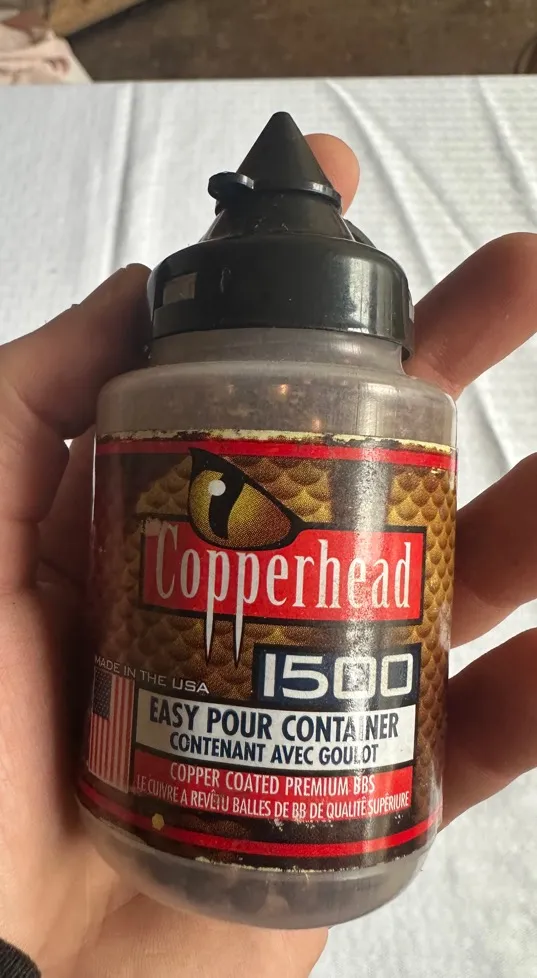 Copperhead
1500
MADE IN THE USA
EASY POUR CONTAINER
CONTENANT AVEC GOULOT
COPPER COATED PREMIUM BBS
LE CUIVRE A REVÊTU BALLES DE BB DE QUALITÉ SUPÉRIURE